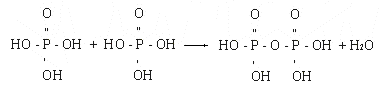 O O O O
HO - P - OH + HO - P - OH → HO - P - O - P - OH + H₂O
OH OH OH OH